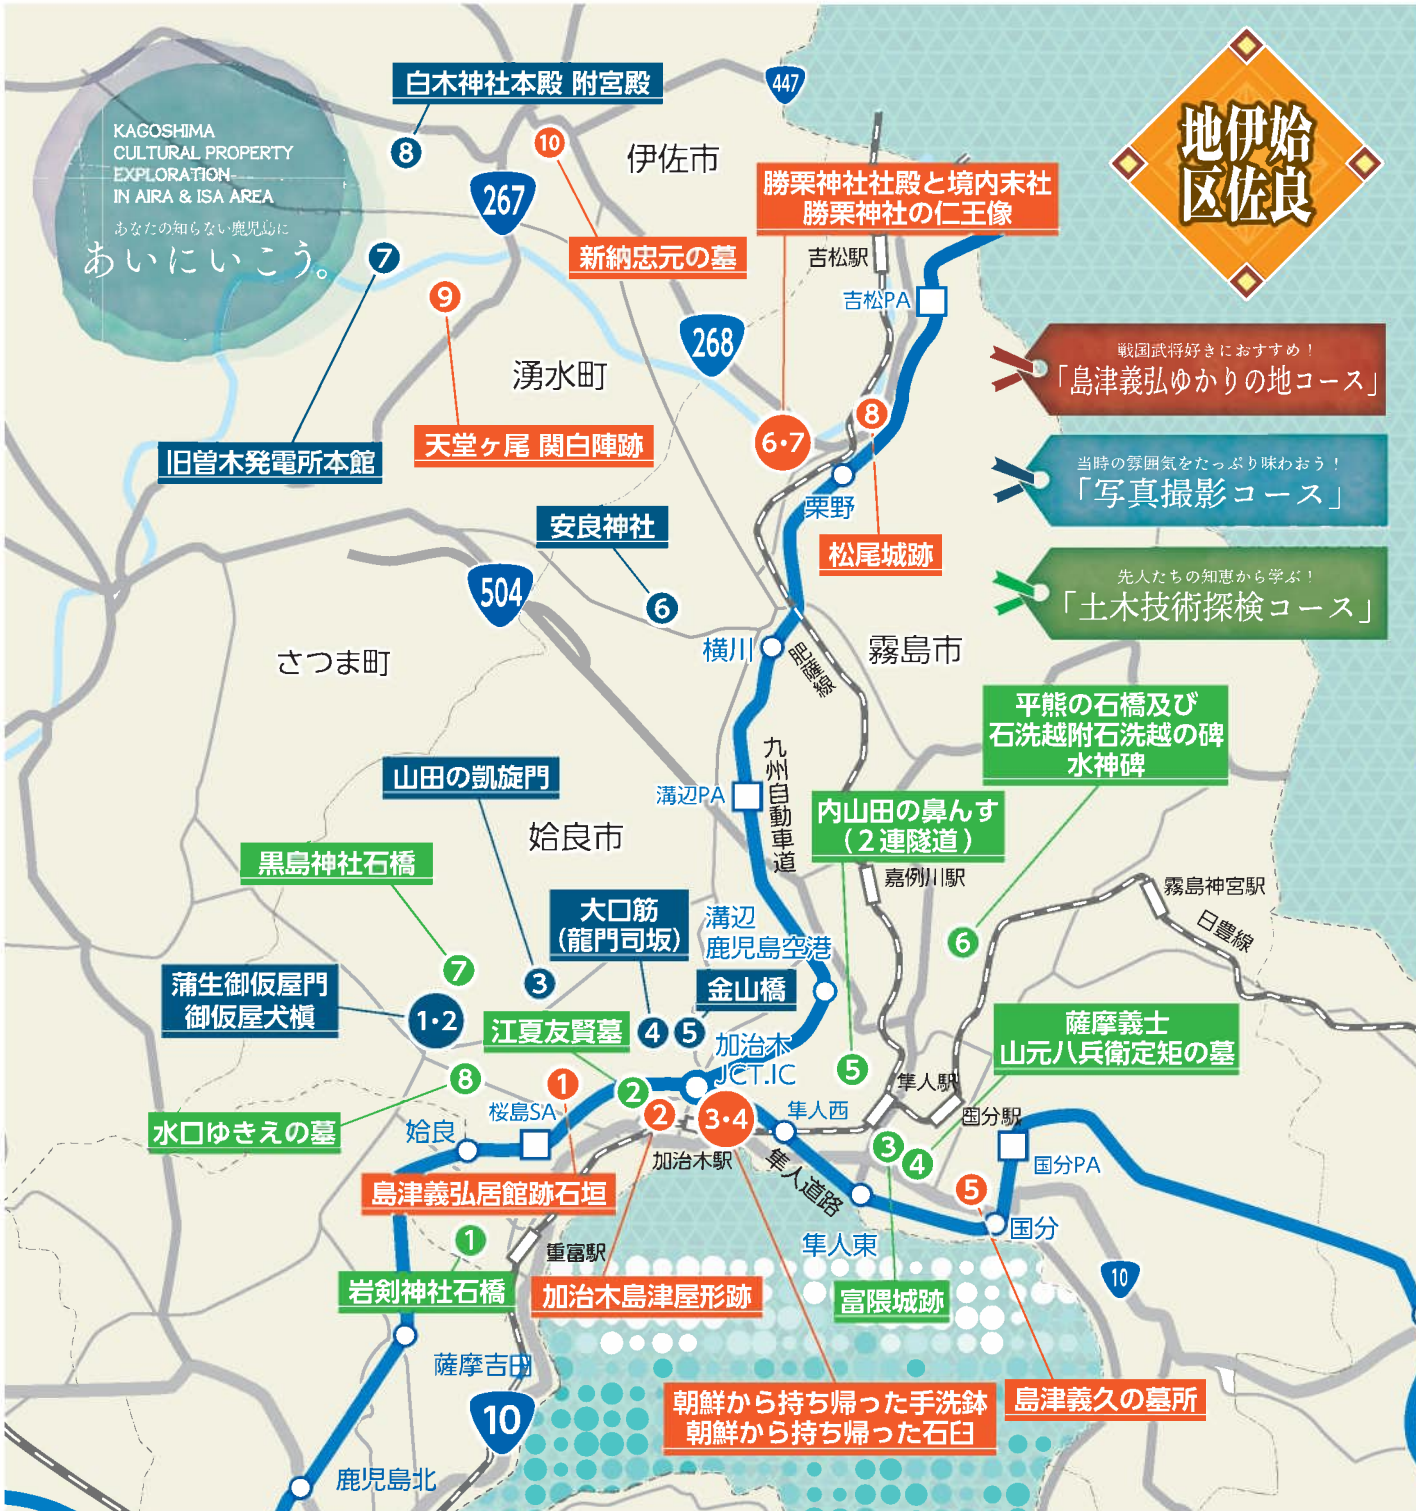 KAGOSHIMA
CULTURAL PROPERTY
EXPLORATION
IN AIRA & ISA AREA
あなたの知らない鹿児島に
あいにいこう。
姶良
伊佐
地区
戦国武将好きにおすすめ！
「島津義弘ゆかりの地コース」
当時の雰囲気をたっぷり味わおう！
「写真撮影コース」
先人たちの知恵から学ぶ！
「土木技術探検コース」
白木神社本殿 附宮殿
8
10
447
伊佐市
267
新納忠元の墓
勝栗神社社殿と境内末社
勝栗神社の仁王像
吉松駅
吉松PA
7
9
268
湧水町
天堂ヶ尾 関白陣跡
旧曽木発電所本館
6・7
8
栗野
松尾城跡
安良神社
504
6
横川
肥薩線
霧島市
さつま町
平熊の石橋及び
石洗越附石洗越の碑
水神碑
山田の凱旋門
溝辺PA
九州自動車道
内山田の鼻んす
（２連隧道）
姶良市
黒島神社石橋
嘉例川駅
霧島神宮駅
日豊線
大口筋
（龍門司坂）
溝辺
鹿児島空港
6
7
3
蒲生御仮屋門
御仮屋犬槇
1・2
金山橋
4
5
江夏友賢墓
加治木
JCT.IC
薩摩義士
山元八兵衛定矩の墓
5
8
1
2
隼人駅
水口ゆきえの墓
姶良
桜島SA
2
3・4
隼人西
国分駅
加治木駅
隼人道路
3
4
国分PA
5
島津義弘居館跡石垣
国分
隼人東
1
重富駅
岩剣神社石橋
加治木島津屋形跡
富隈城跡
10
薩摩吉田
朝鮮から持ち帰った手洗鉢
朝鮮から持ち帰った石臼
島津義久の墓所
10
鹿児島北